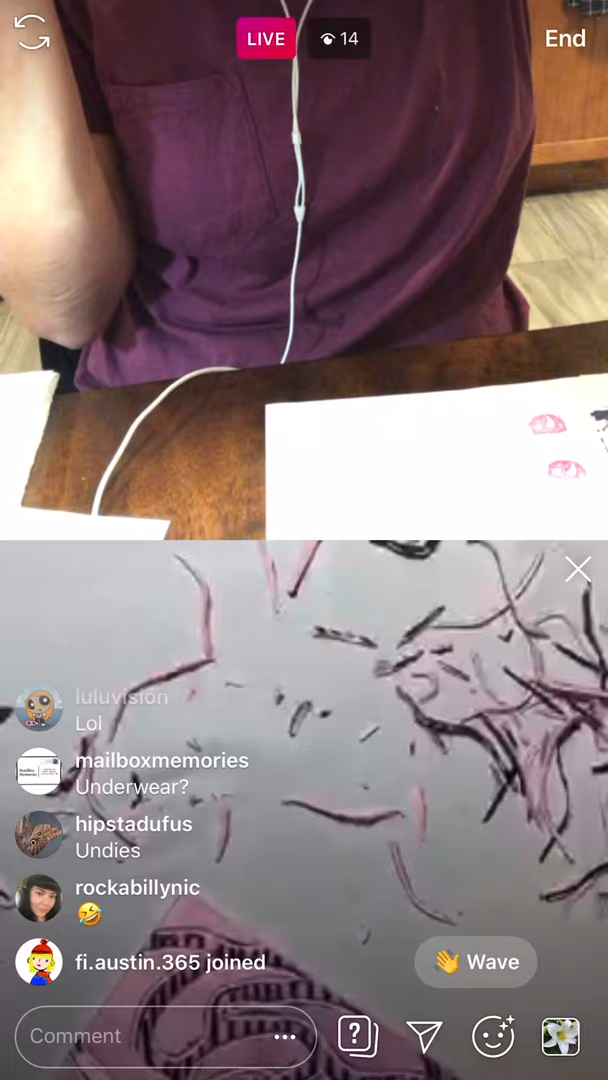 LIVE
14
End
luluvision
Lol
mailboxmemories
Underwear?
hipstadufus
Undies
rockabillynic
🤣
fi.austin.365 joined
👋 Wave
Comment